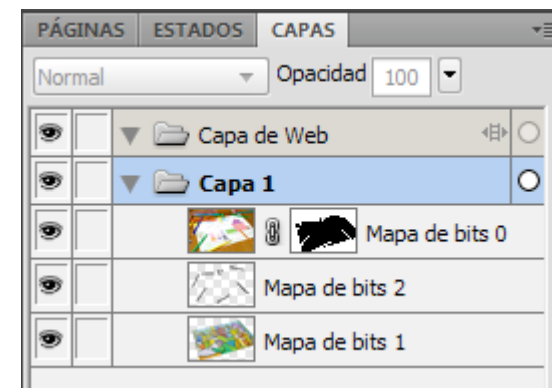 PÁGINAS ESTADOS CAPAS
Normal Opacidad 100
Capa de Web
Capa 1
Mapa de bits 0
Mapa de bits 2
Mapa de bits 1